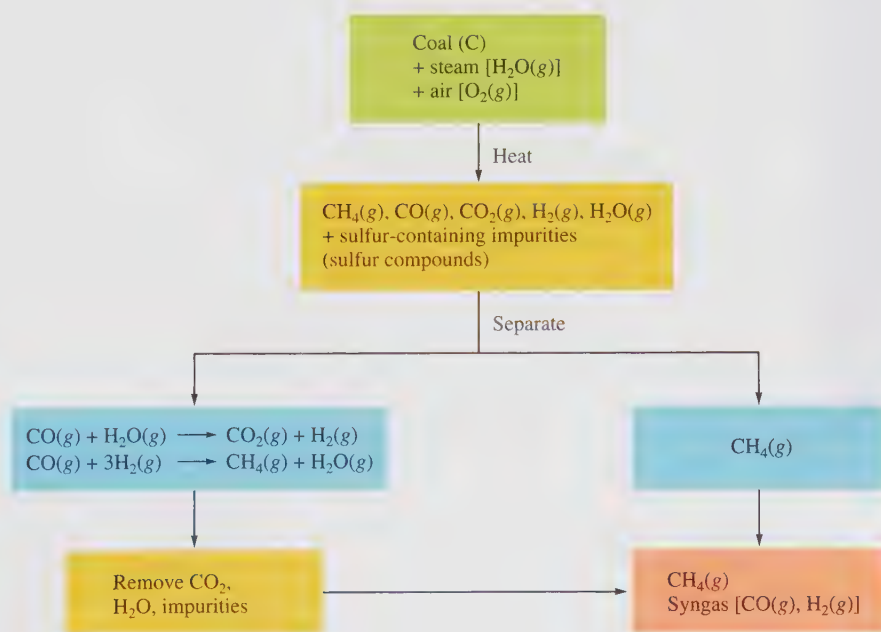 Coal (C)
+ steam [H₂O(g)]
+ air [O₂(g)]
Heat
CH₄(g), CO(g), CO₂(g), H₂(g), H₂O(g)
+ sulfur-containing impurities
(sulfur compounds)
Separate
CO(g) + H₂O(g) ⟶ CO₂(g) + H₂(g)
CO(g) + 3H₂(g) ⟶ CH₄(g) + H₂O(g)
CH₄(g)
Remove CO₂,
H₂O, impurities
CH₄(g)
Syngas [CO(g), H₂(g)]